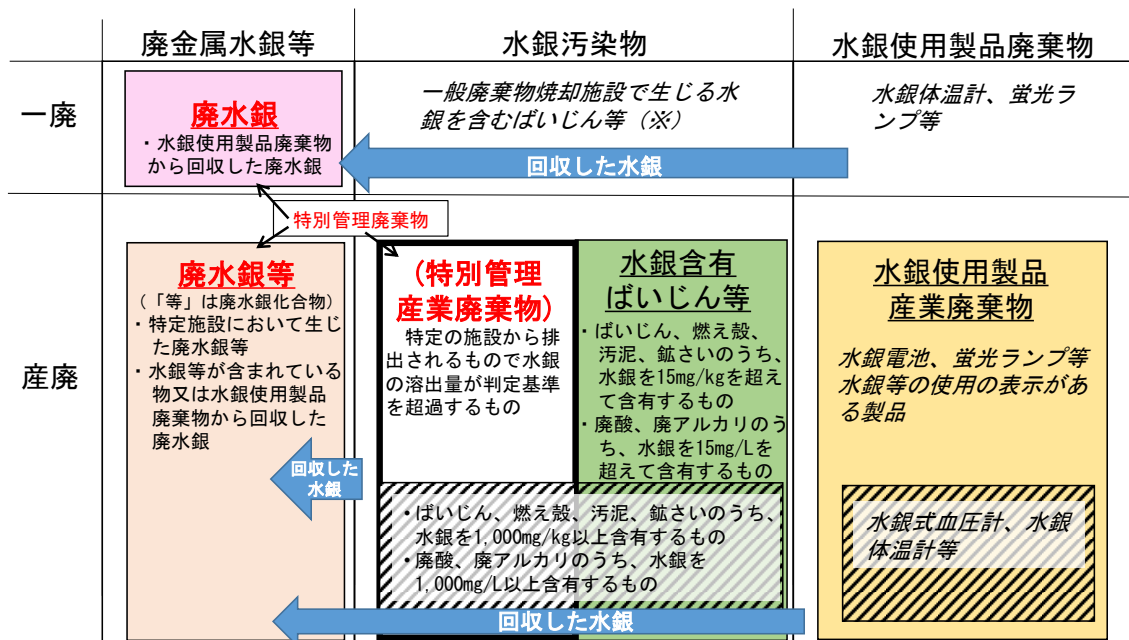 廃金属水銀等
水銀汚染物
水銀使用製品廃棄物
一廃
廃水銀
・水銀使用製品廃棄物
から回収した廃水銀
一般廃棄物焼却施設で生じる水
銀を含むばいじん等（※）
水銀体温計、蛍光ラ
ンプ等
回収した水銀
特別管理廃棄物
産廃
廃水銀等
（「等」は廃水銀化合物）
・特定施設において生じ
た廃水銀等
・水銀等が含まれている
物又は水銀使用製品
廃棄物から回収した
廃水銀
（特別管理
産業廃棄物）
特定の施設から排
出されるもので水銀
の溶出量が判定基準
を超過するもの
水銀含有
ばいじん等
・ばいじん、燃え殻、
汚泥、鉱さいのうち、
水銀を15mg/kgを超え
て含有するもの
・廃酸、廃アルカリのう
ち、水銀を15mg/Lを
超えて含有するもの
水銀使用製品
産業廃棄物
水銀電池、蛍光ランプ等
水銀等の使用の表示があ
る製品
回収した
水銀
・ばいじん、燃え殻、汚泥、鉱さいのうち、
水銀を1,000mg/kg以上含有するもの
・廃酸、廃アルカリのうち、水銀を
1,000mg/L以上含有するもの
水銀式血圧計、水銀
体温計等
回収した水銀